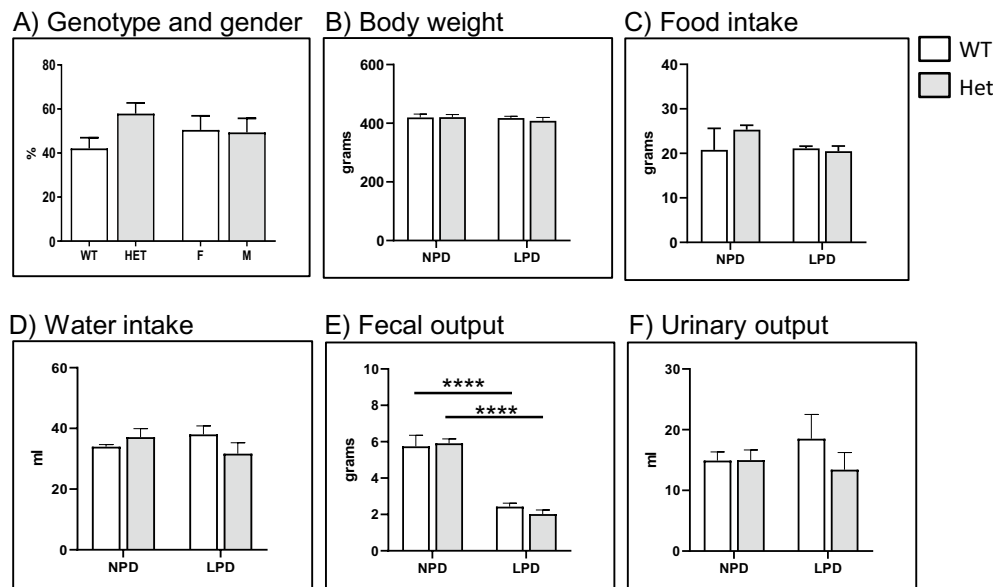 A) Genotype and gender
80
60
40
20
0
%
WT HET F M
B) Body weight
600
400
200
0
grams
NPD LPD
C) Food intake
40
30
20
10
0
grams
NPD LPD
WT
Het
D) Water intake
60
40
20
0
ml
NPD LPD
E) Fecal output
10
8
6
4
2
0
grams
****
****
NPD LPD
F) Urinary output
30
20
10
0
ml
NPD LPD